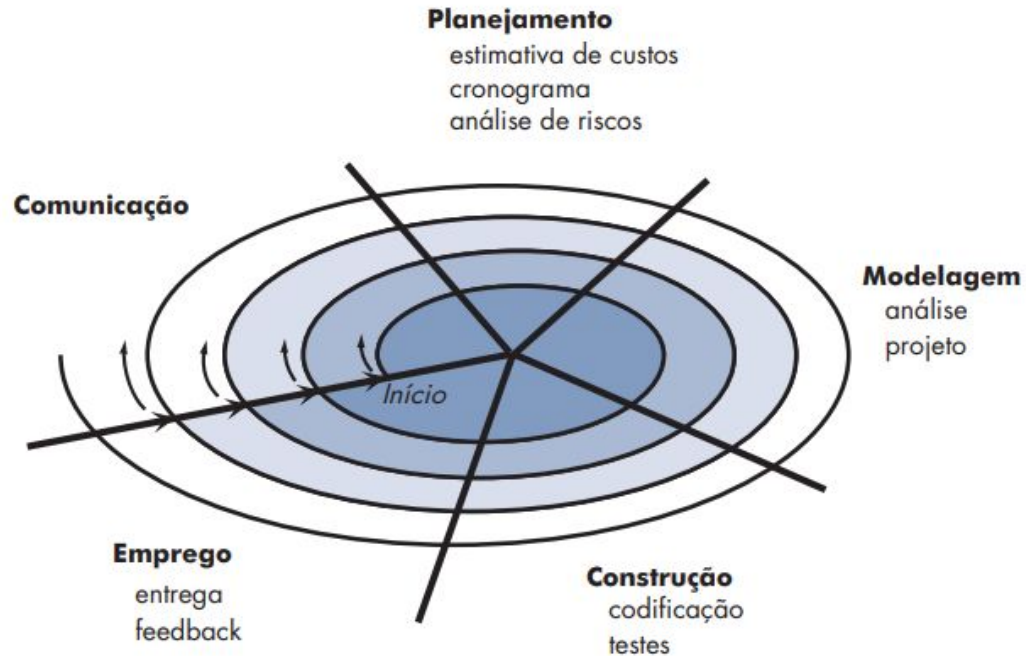 Planejamento
estimativa de custos
cronograma
análise de riscos
Comunicação
Modelagem
análise
projeto
Início
Emprego
entrega
feedback
Construção
codificação
testes